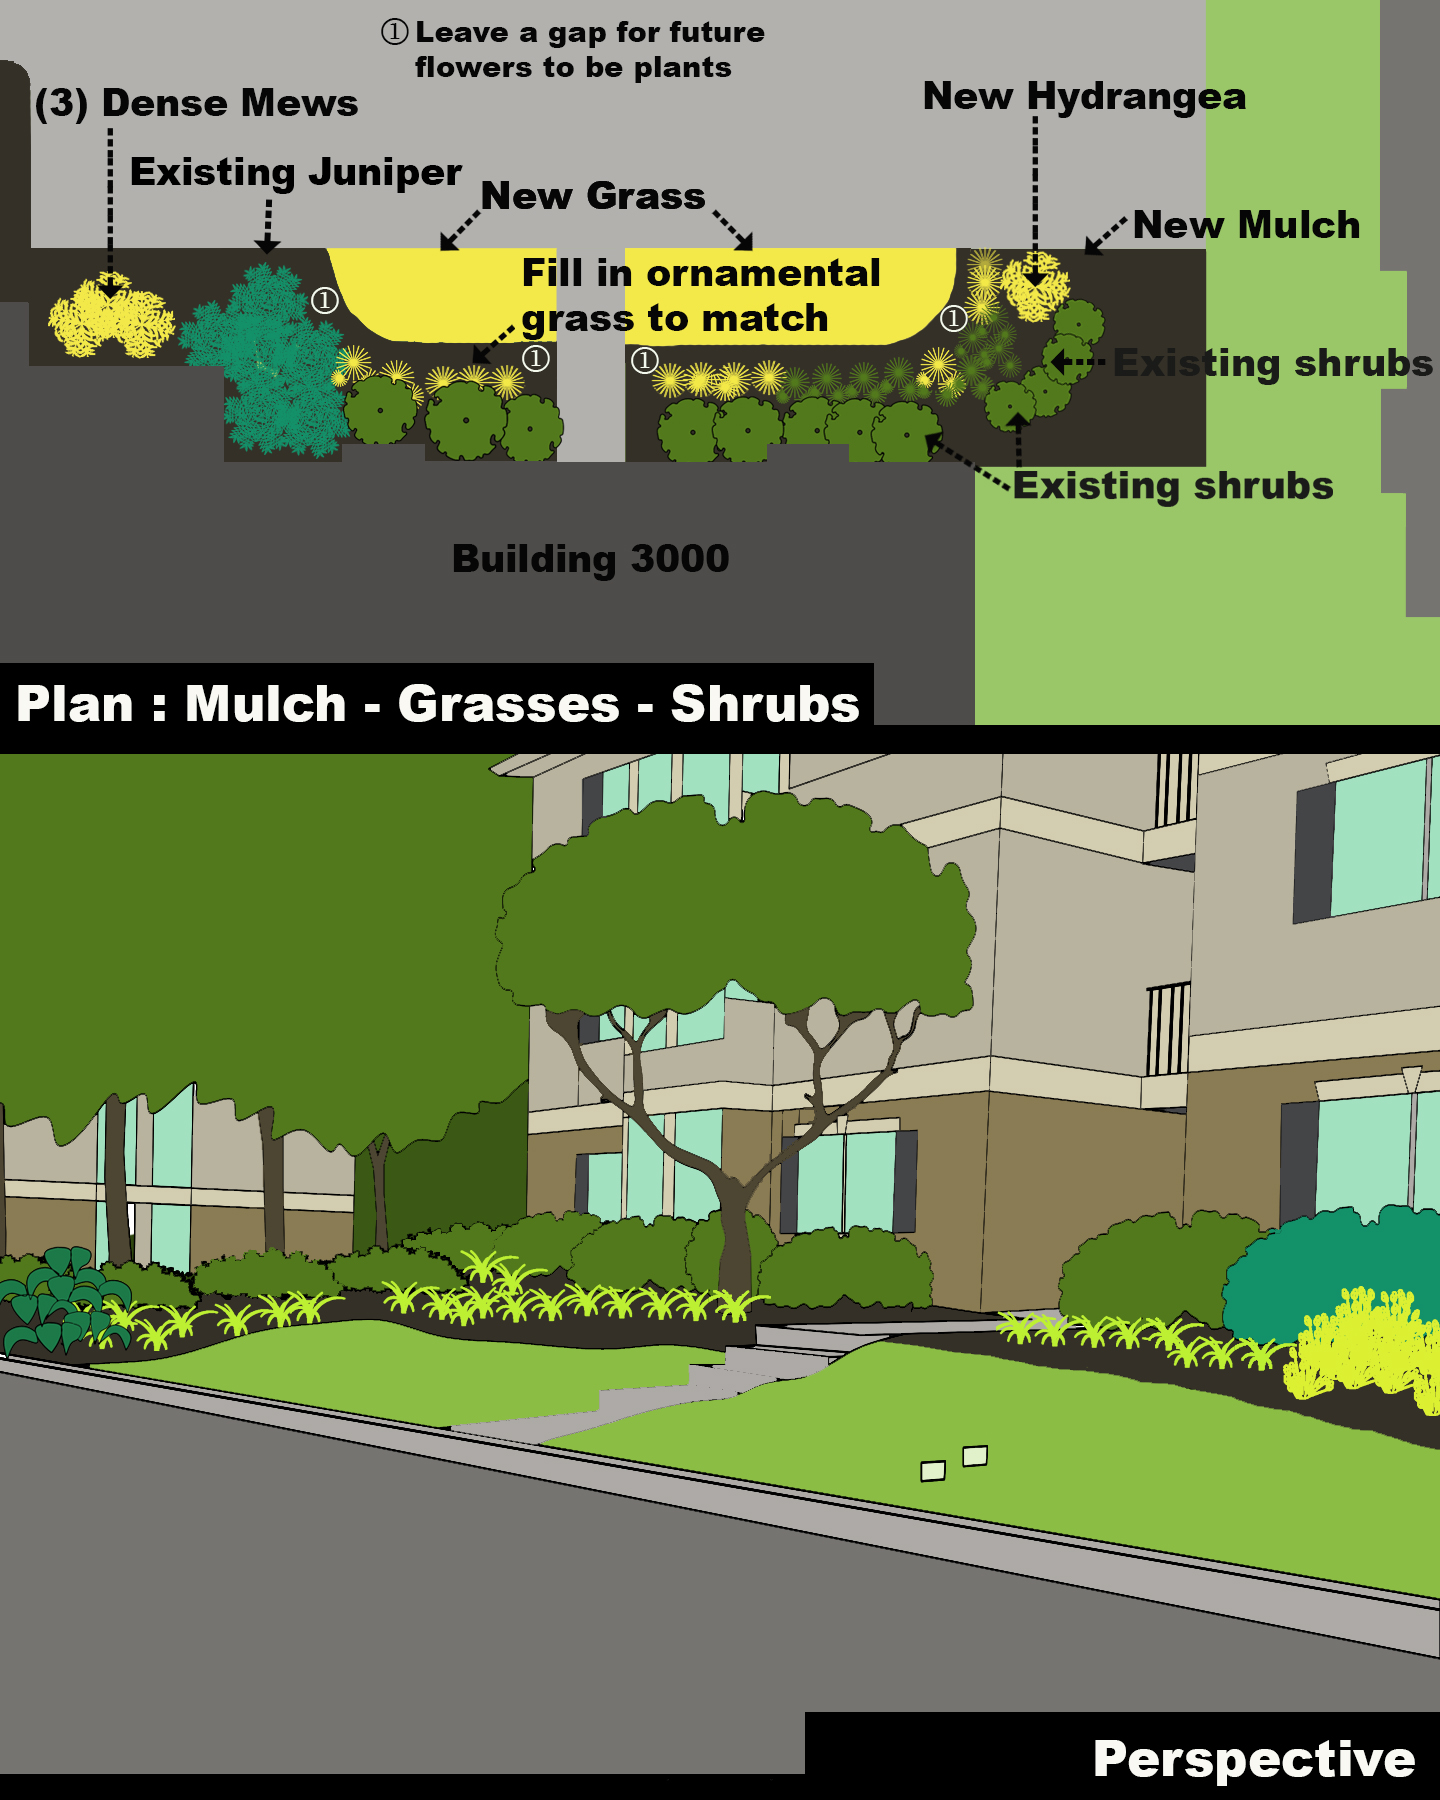 ① Leave a gap for future
flowers to be plants
(3) Dense Mews
New Hydrangea
Existing Juniper
New Grass
New Mulch
Fill in ornamental
grass to match
①
①
①
①
Existing shrubs
Existing shrubs
Building 3000
Plan : Mulch - Grasses - Shrubs
Perspective